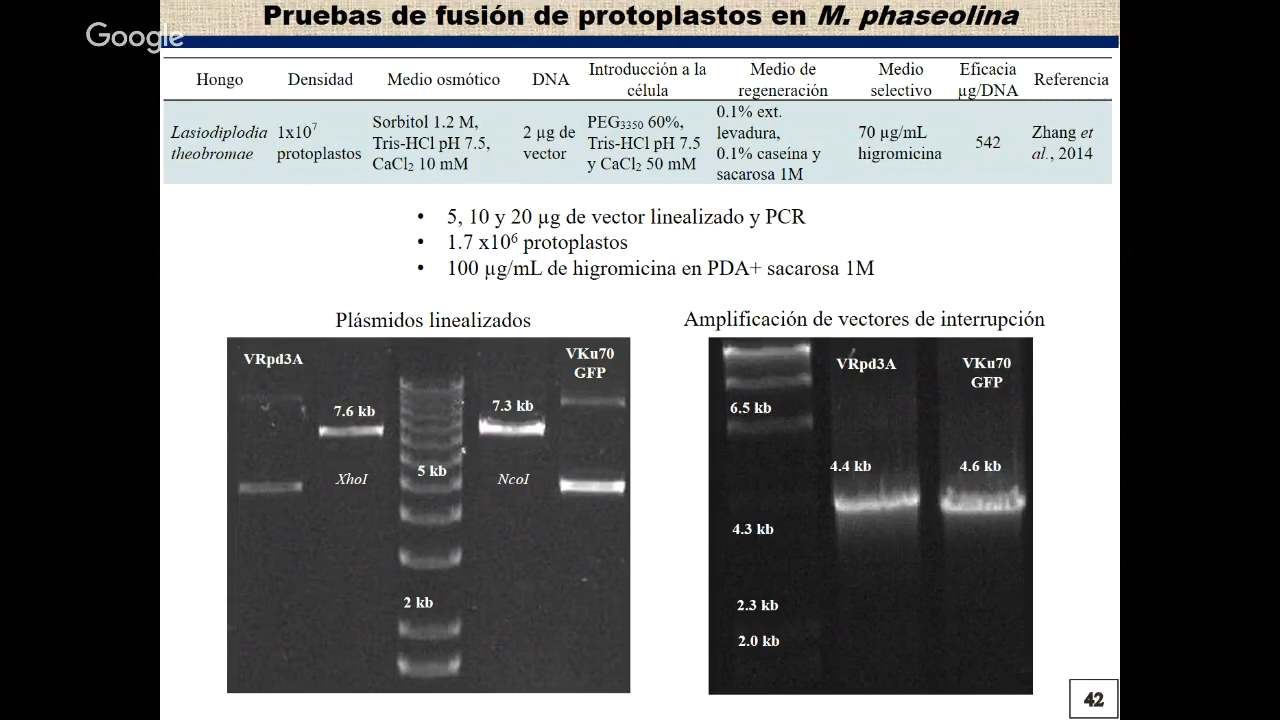 Pruebas de fusión de protoplastos en M. phaseolina
Google
Hongo
Densidad
Medio osmótico
DNA
Introducción a la
célula
Medio de
regeneración
Medio
selectivo
Eficacia
µg/DNA
Referencia
Lasiodiplodia
theobromae
1x10⁷
protoplastos
Sorbitol 1.2 M,
Tris-HCl pH 7.5,
CaCl₂ 10 mM
2 µg de
vector
PEG₃₃₅₀ 60%,
Tris-HCl pH 7.5
y CaCl₂ 50 mM
0.1% ext.
levadura,
0.1% caseína y
sacarosa 1M
70 µg/mL
higromicina
542
Zhang et
al., 2014
• 5, 10 y 20 µg de vector linealizado y PCR
• 1.7 x10⁶ protoplastos
• 100 µg/mL de higromicina en PDA+ sacarosa 1M
Plásmidos linealizados
VRpd3A
7.6 kb
XhoI
5 kb
2 kb
7.3 kb
NcoI
VKu70
GFP
Amplificación de vectores de interrupción
VRpd3A
VKu70
GFP
6.5 kb
4.4 kb
4.6 kb
4.3 kb
2.3 kb
2.0 kb
42